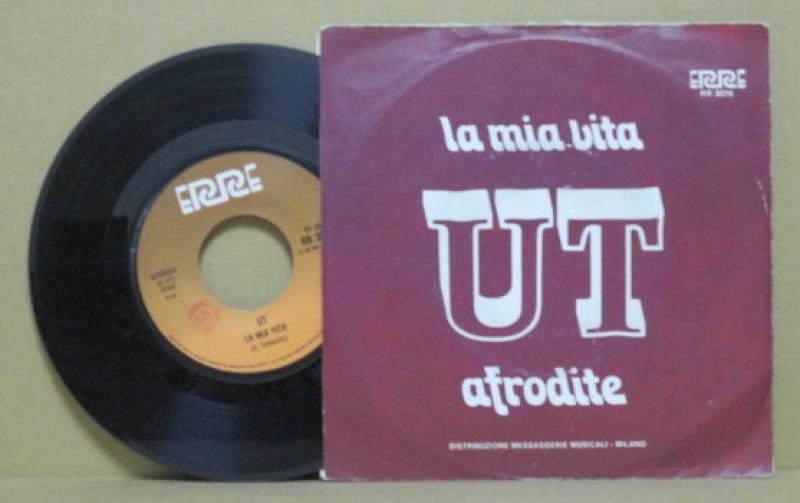 ERRE
RR 3076
la mia vita
UT
afrodite
DISTRIBUZIONE MESSAGGERIE MUSICALI - MILANO
ERRE
UT
LA MIA VITA